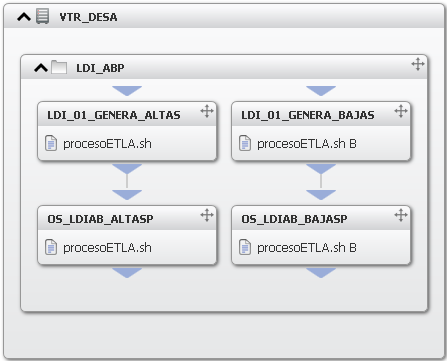 VTR_DESA
LDI_ABP
LDI_01_GENERA_ALTAS
procesoETLA.sh
LDI_01_GENERA_BAJAS
procesoETLA.sh B
OS_LDIAB_ALTASP
procesoETLA.sh
OS_LDIAB_BAJASP
procesoETLA.sh B